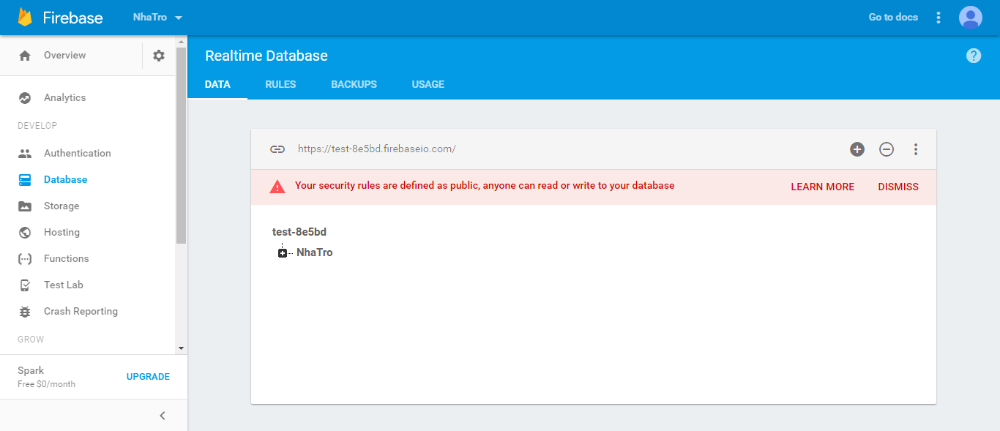 Firebase
NhaTro
Go to docs
Overview
Analytics
DEVELOP
Authentication
Database
Storage
Hosting
Functions
Test Lab
Crash Reporting
GROW
Spark
Free $0/month
UPGRADE
Realtime Database
?
DATA RULES BACKUPS USAGE
https://test-8e5bd.firebaseio.com/
Your security rules are defined as public, anyone can read or write to your database
LEARN MORE DISMISS
test-8e5bd
NhaTro